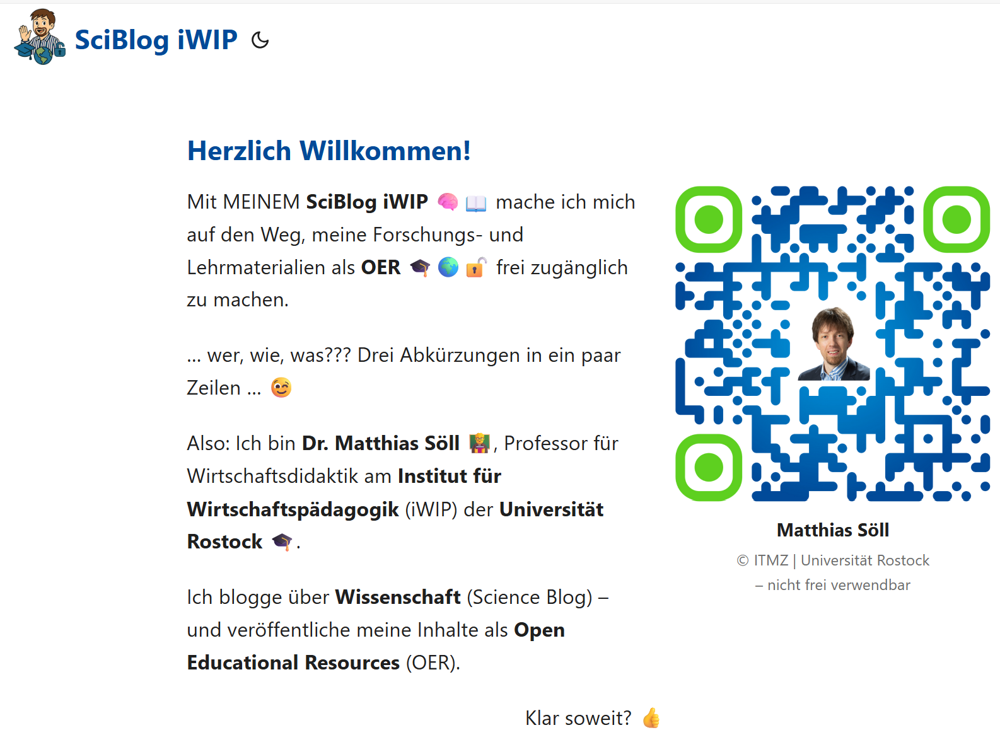 SciBlog iWIP
Herzlich Willkommen!
Mit MEINEM SciBlog iWIP 🧠 📖 mache ich mich
auf den Weg, meine Forschungs- und
Lehrmaterialien als OER 🎓 🌍 🔓 frei zugänglich
zu machen.
... wer, wie, was??? Drei Abkürzungen in ein paar
Zeilen ... 😉
Also: Ich bin Dr. Matthias Söll 👨‍🏫, Professor für
Wirtschaftsdidaktik am Institut für
Wirtschaftspädagogik (iWIP) der Universität
Rostock 🎓.
Ich blogge über Wissenschaft (Science Blog) –
und veröffentliche meine Inhalte als Open
Educational Resources (OER).
Klar soweit? 👍
Matthias Söll
© ITMZ | Universität Rostock
– nicht frei verwendbar